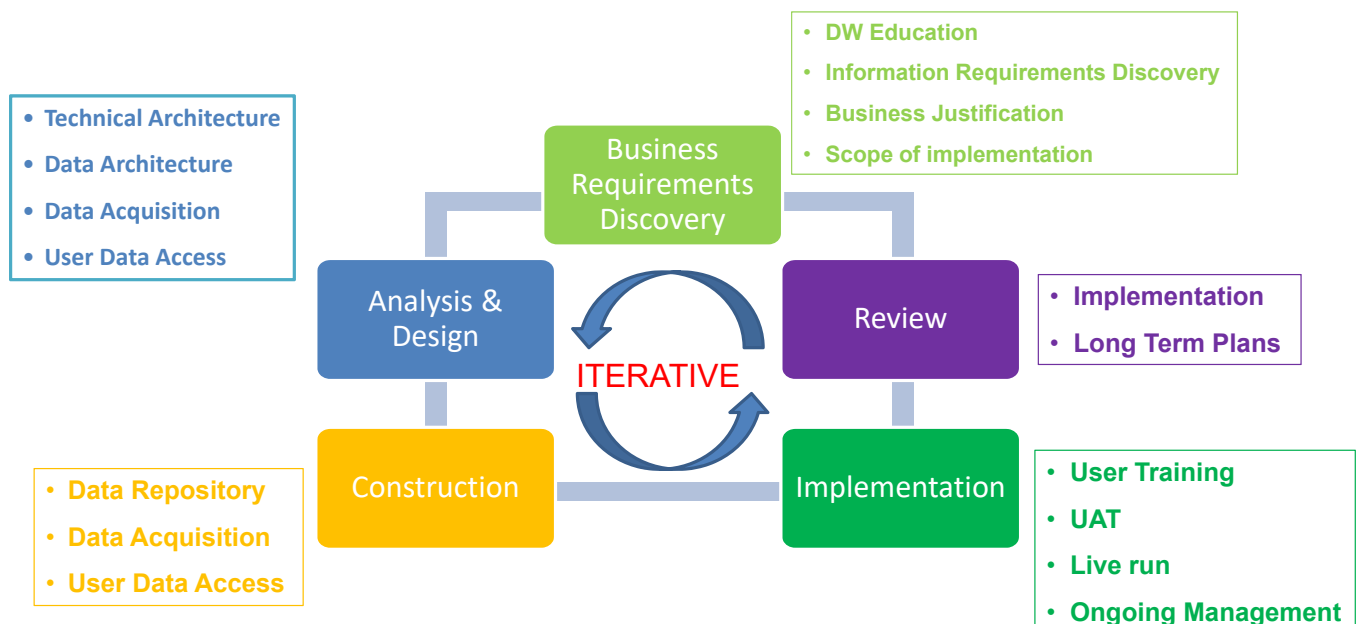 • DW Education
• Information Requirements Discovery
• Business Justification
• Scope of implementation
• Technical Architecture
• Data Architecture
• Data Acquisition
• User Data Access
Business
Requirements
Discovery
Analysis &
Design
Review
• Implementation
• Long Term Plans
ITERATIVE
Construction
Implementation
• Data Repository
• Data Acquisition
• User Data Access
• User Training
• UAT
• Live run
• Ongoing Management